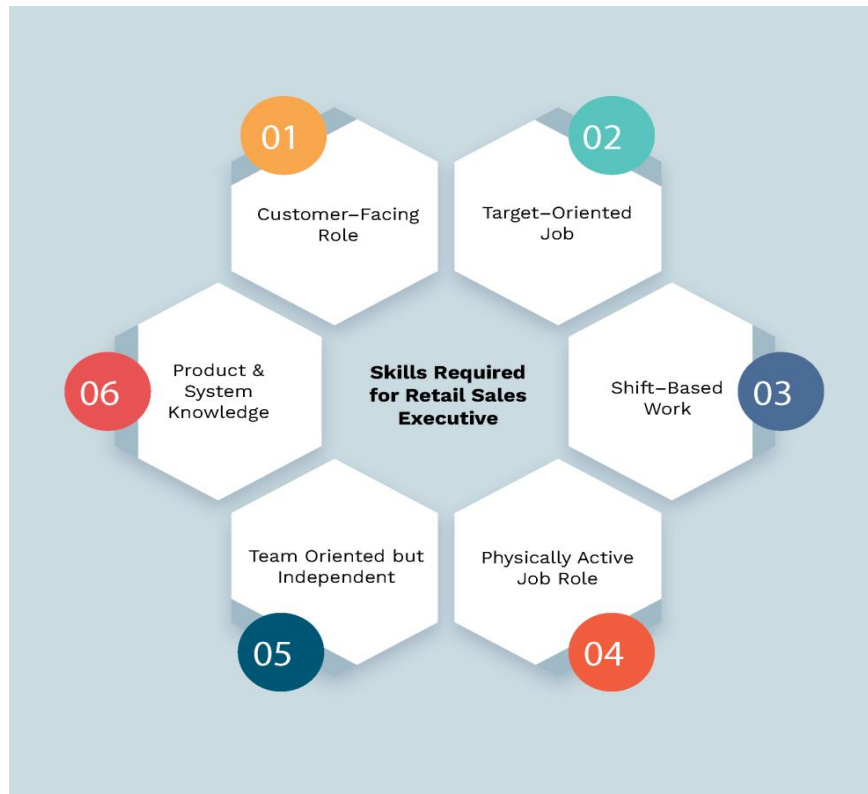 01
Customer–Facing
Role
02
Target–Oriented
Job
03
Shift–Based
Work
04
Physically Active
Job Role
05
Team Oriented but
Independent
06
Product &
System
Knowledge
Skills Required
for Retail Sales
Executive